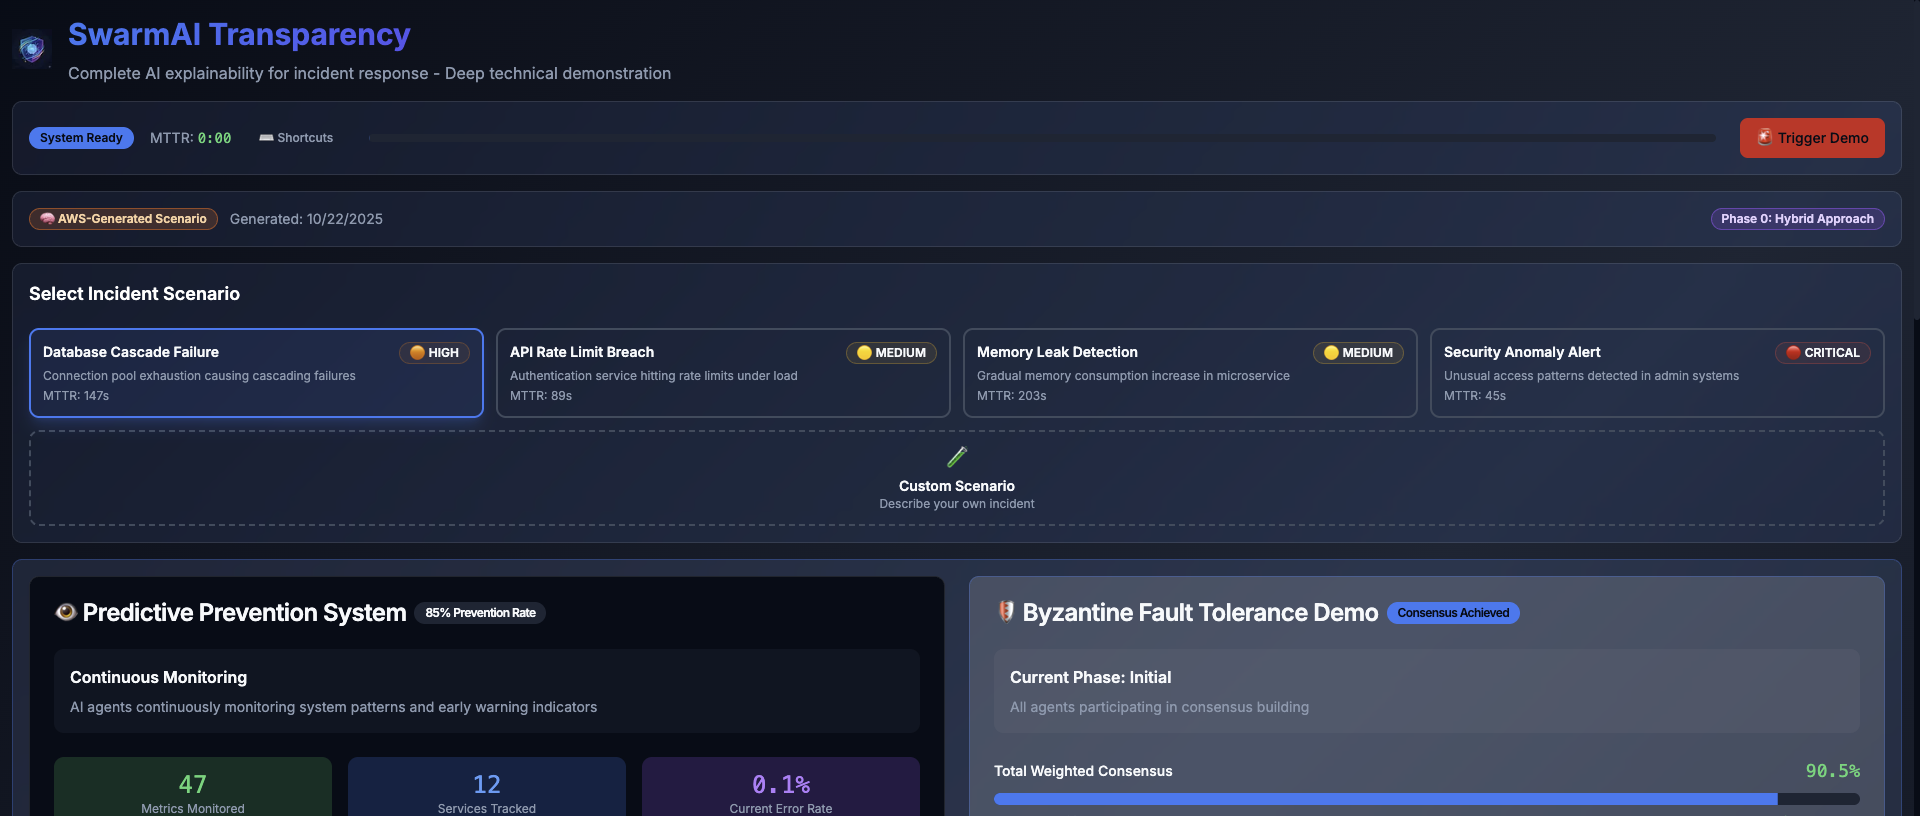 SwarmAI Transparency
Complete AI explainability for incident response - Deep technical demonstration
System Ready
MTTR: 0:00
Shortcuts
Trigger Demo
AWS-Generated Scenario
Generated: 10/22/2025
Phase 0: Hybrid Approach
Select Incident Scenario
Database Cascade Failure
HIGH
Connection pool exhaustion causing cascading failures
MTTR: 147s
API Rate Limit Breach
MEDIUM
Authentication service hitting rate limits under load
MTTR: 89s
Memory Leak Detection
MEDIUM
Gradual memory consumption increase in microservice
MTTR: 203s
Security Anomaly Alert
CRITICAL
Unusual access patterns detected in admin systems
MTTR: 45s
Custom Scenario
Describe your own incident
Predictive Prevention System
85% Prevention Rate
Continuous Monitoring
AI agents continuously monitoring system patterns and early warning indicators
47
Metrics Monitored
12
Services Tracked
0.1%
Current Error Rate
Byzantine Fault Tolerance Demo
Consensus Achieved
Current Phase: Initial
All agents participating in consensus building
Total Weighted Consensus
90.5%